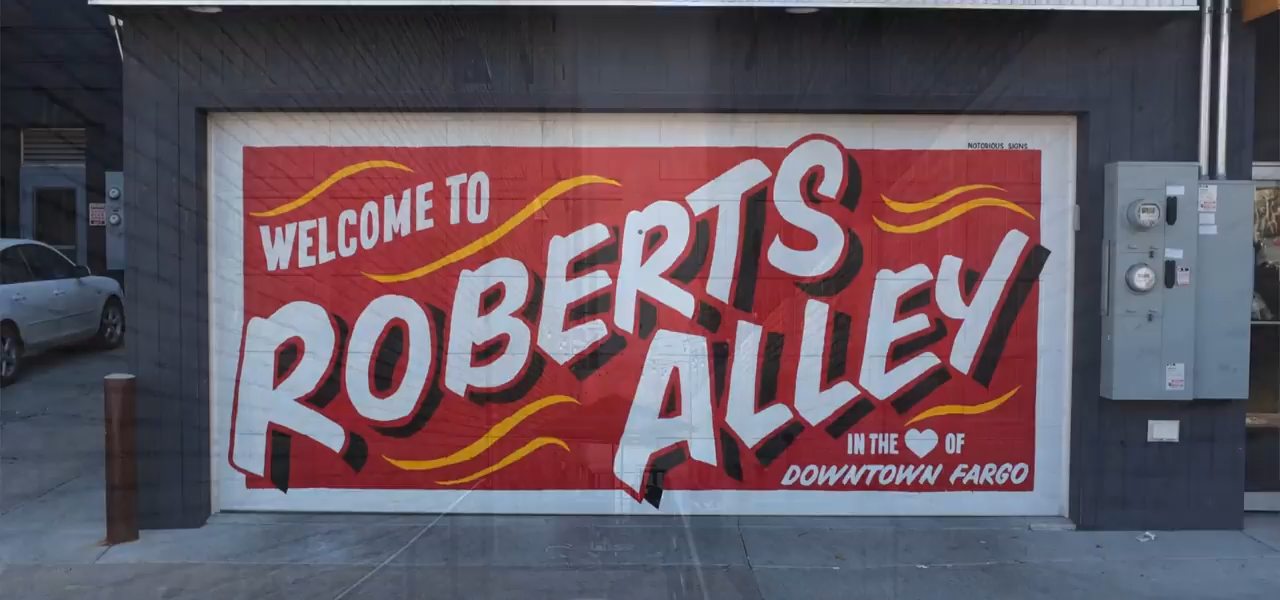 NOTORIOUS SIGNS
WELCOME TO
ROBERTS
ALLEY
IN THE ♥ OF
DOWNTOWN FARGO